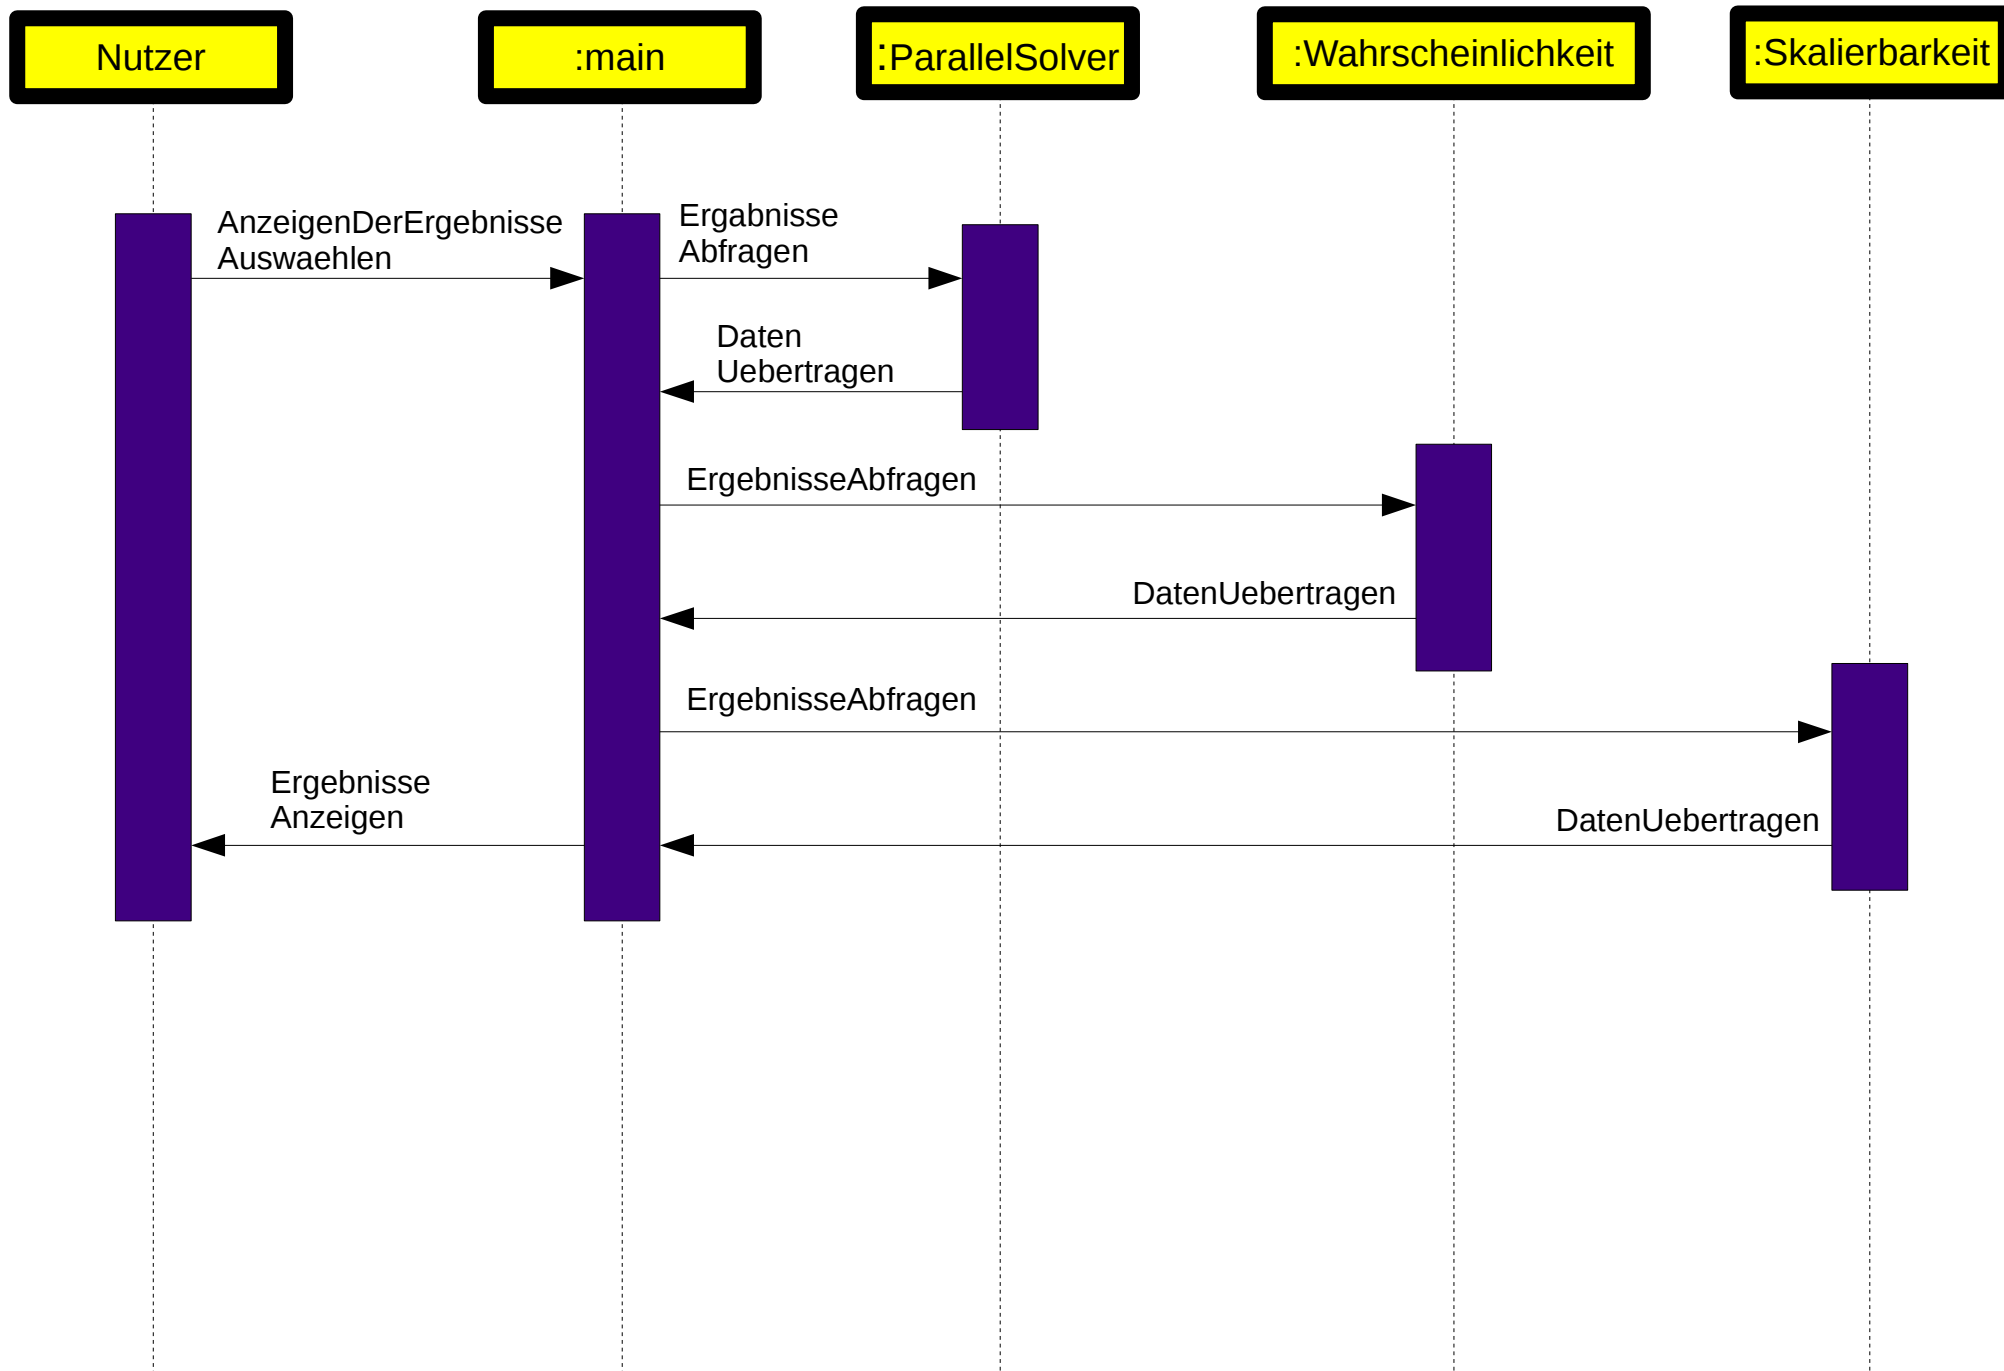 Nutzer
:main
:ParallelSolver
:Wahrscheinlichkeit
:Skalierbarkeit
AnzeigenDerErgebnisse
Auswaehlen
Ergabnisse
Abfragen
Daten
Uebertragen
ErgebnisseAbfragen
DatenUebertragen
ErgebnisseAbfragen
Ergebnisse
Anzeigen
DatenUebertragen